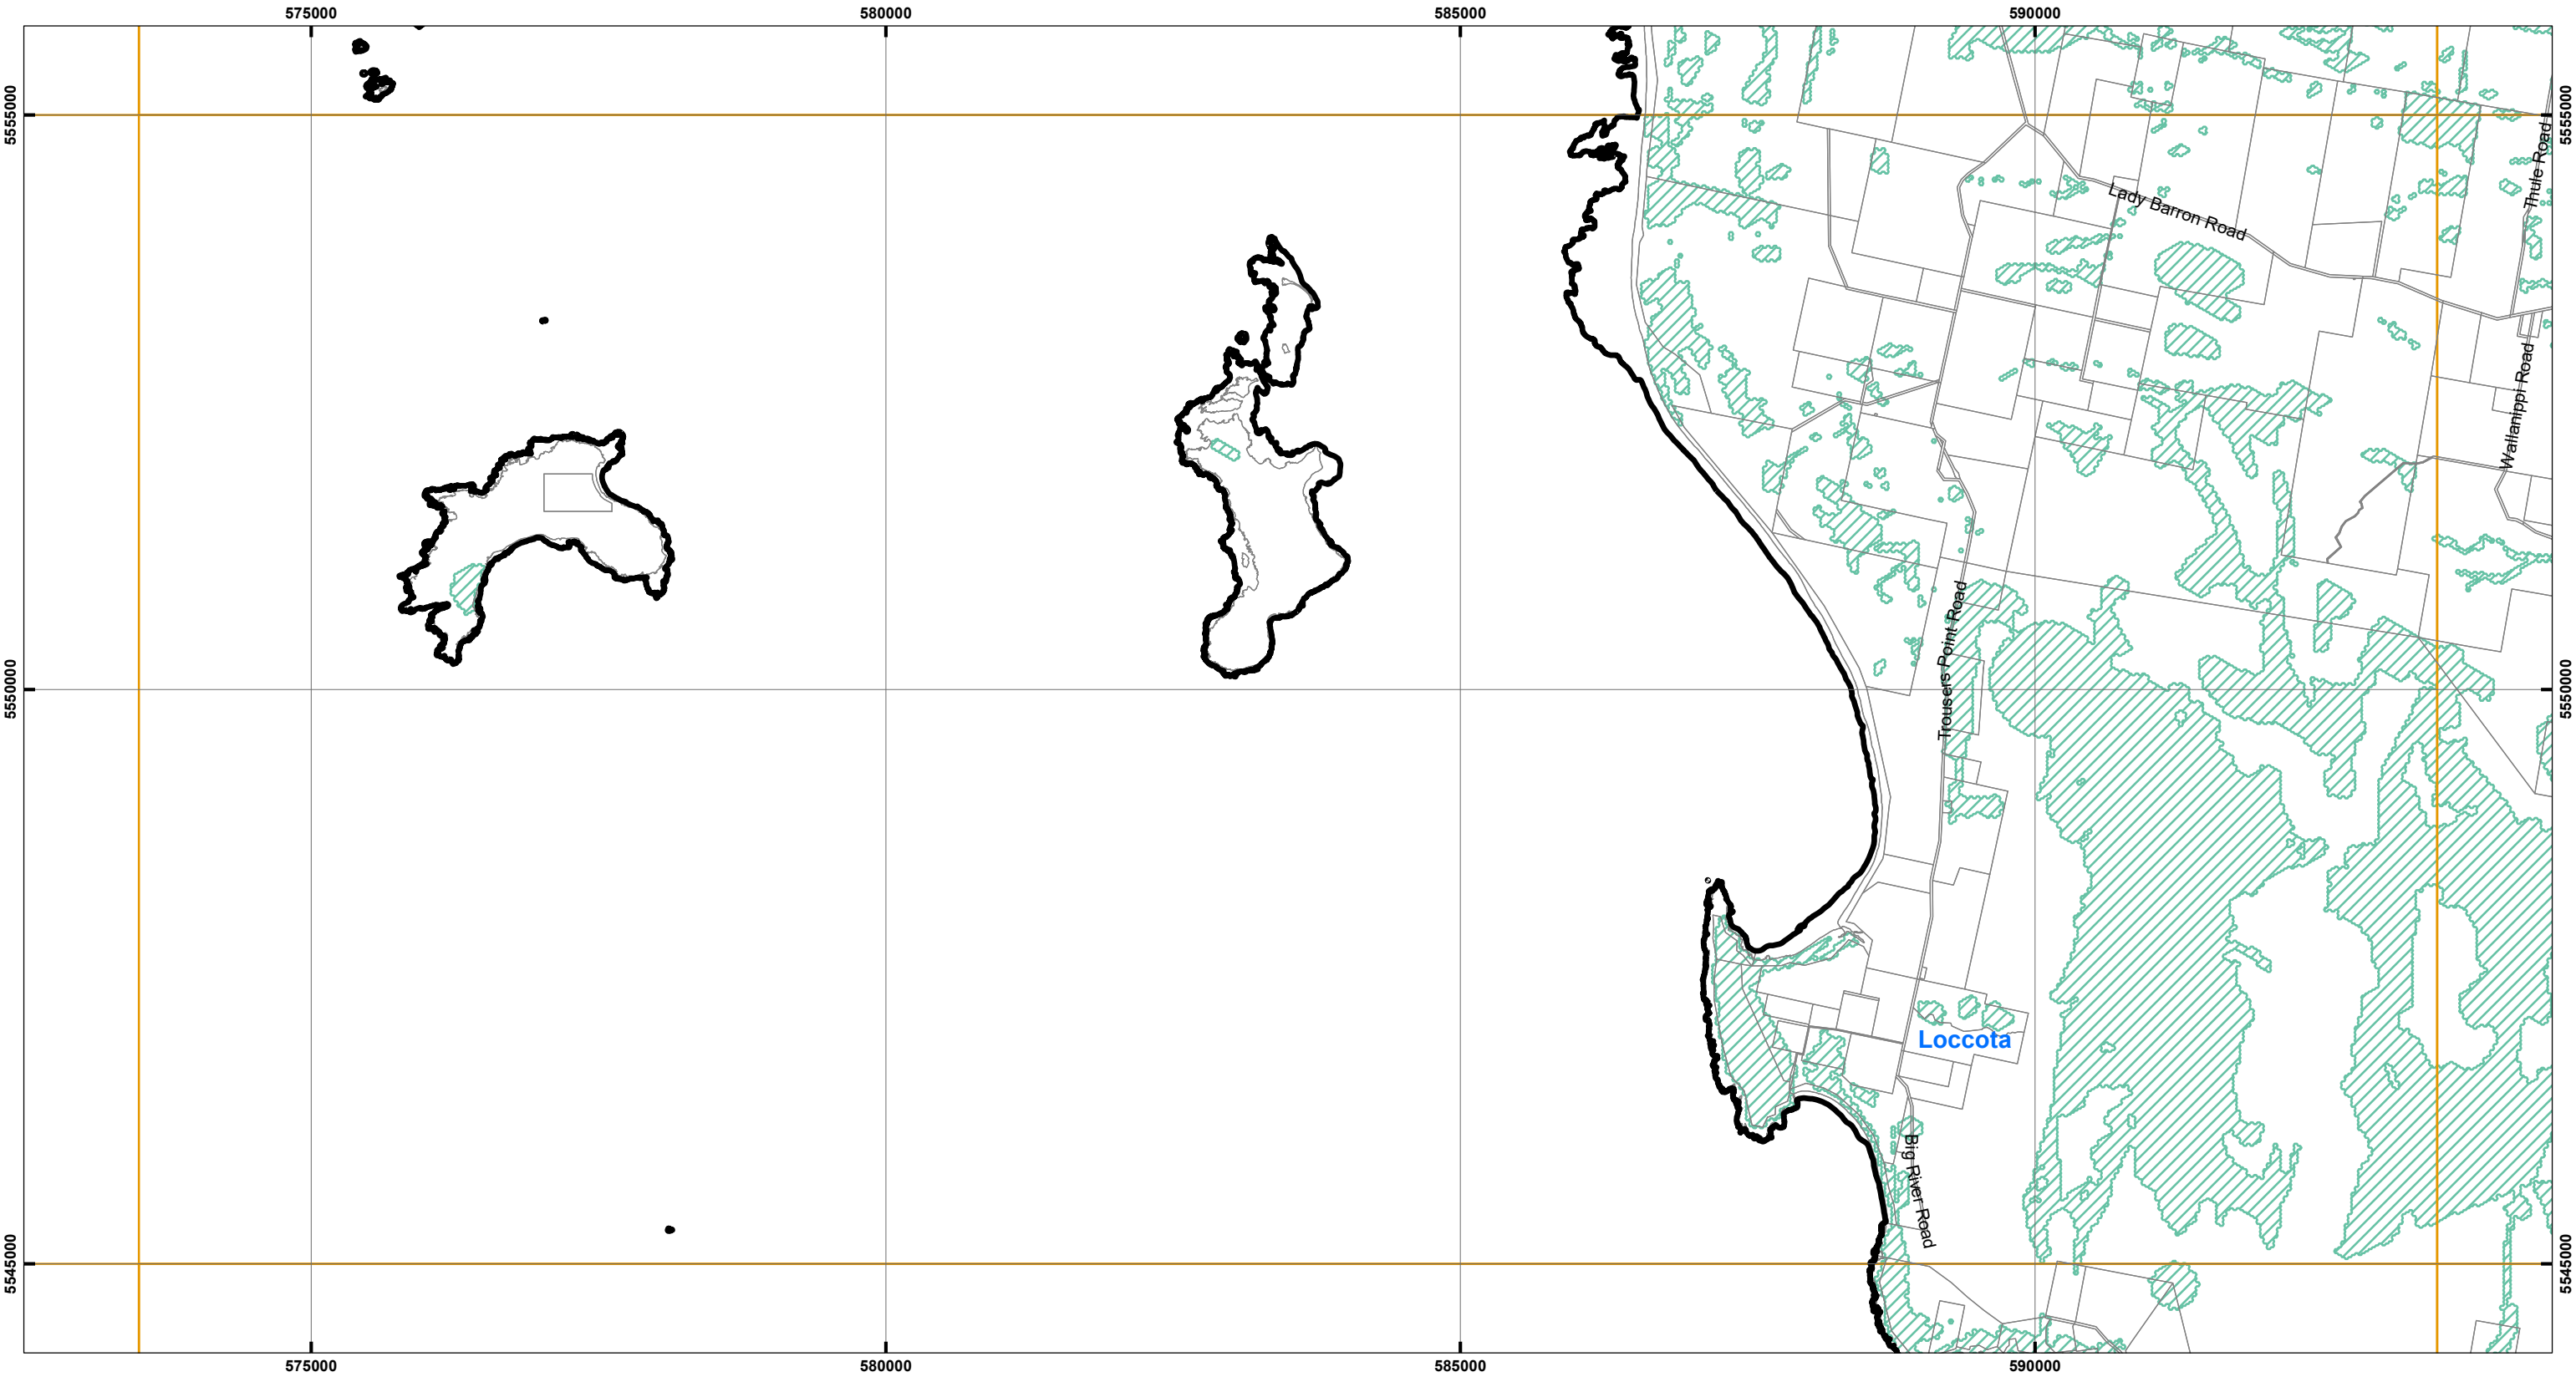 575000 580000 585000 590000
5555000 5555000
Thule Road
Lady Barron Road
Wallanippi Road
Trousers Point Road
5550000 5550000
Loccota
Big River Road
5545000 5545000
575000 580000 585000 590000